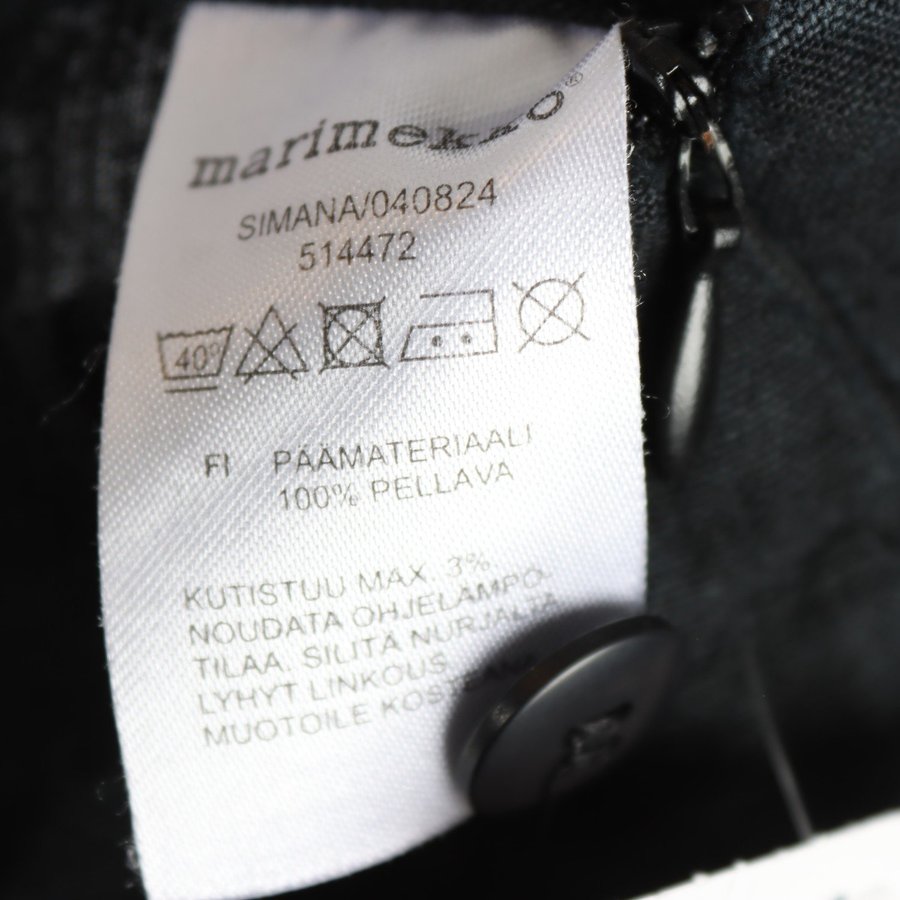 marimekko®
SIMANA/040824
514472
40°
FI PÄÄMATERIAALI
100% PELLAVA
KUTISTUU MAX. 3%.
NOUDATA OHJELÄMPÖ-
TILAA. SILITÄ NURJALTA.
LYHYT LINKOUS.
MUOTOILE